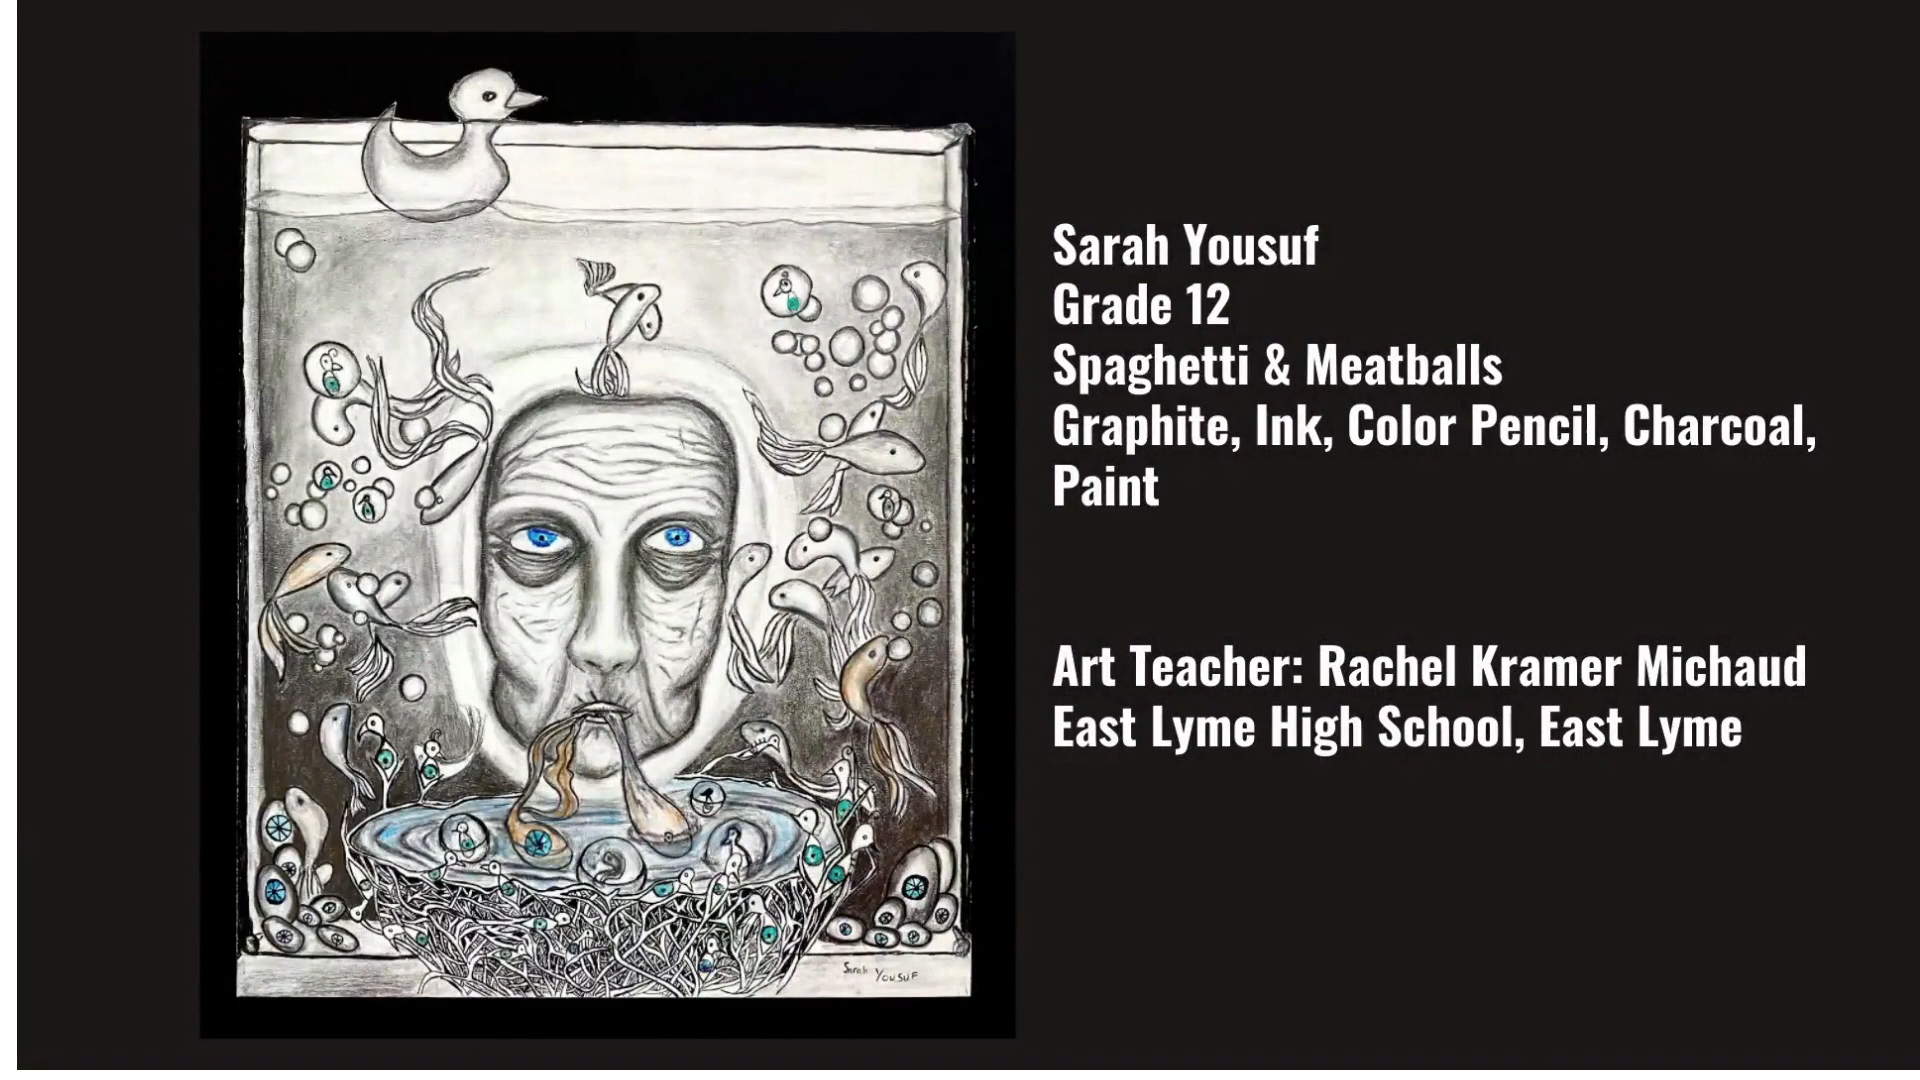 Sarah Yousuf
Grade 12
Spaghetti & Meatballs
Graphite, Ink, Color Pencil, Charcoal,
Paint
Art Teacher: Rachel Kramer Michaud
East Lyme High School, East Lyme
Sarah Yousuf